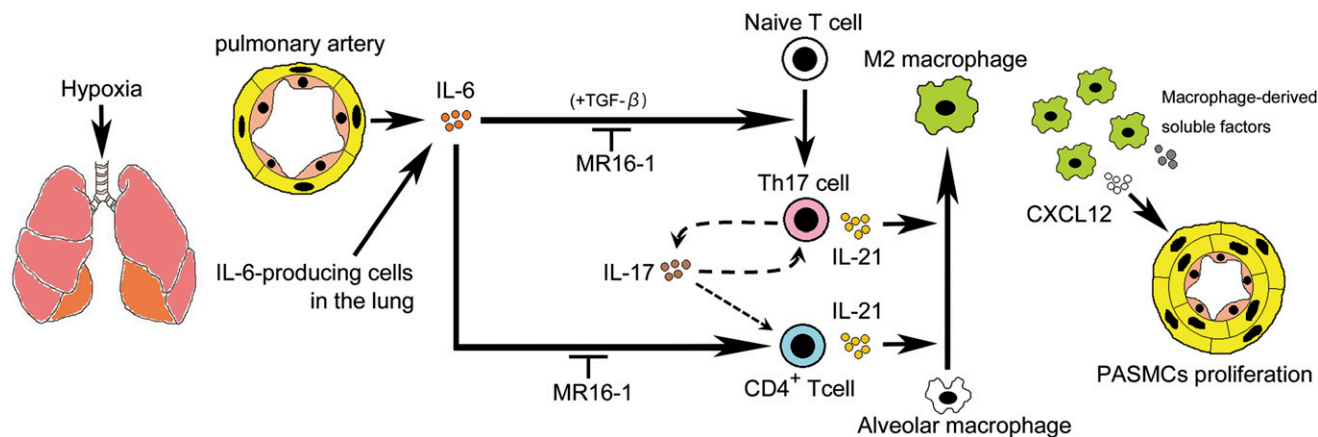 Hypoxia
pulmonary artery
IL-6
IL-6-producing cells
in the lung
(+TGF-β)
MR16-1
Naive T cell
Th17 cell
IL-17
IL-21
IL-21
MR16-1
CD4⁺ Tcell
M2 macrophage
Alveolar macrophage
Macrophage-derived
soluble factors
CXCL12
PASMCs proliferation